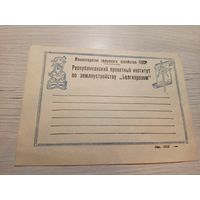 Министерство сельского хозяйства СССР
Республиканский проектный институт
по землеустройству „Белгипрозем"